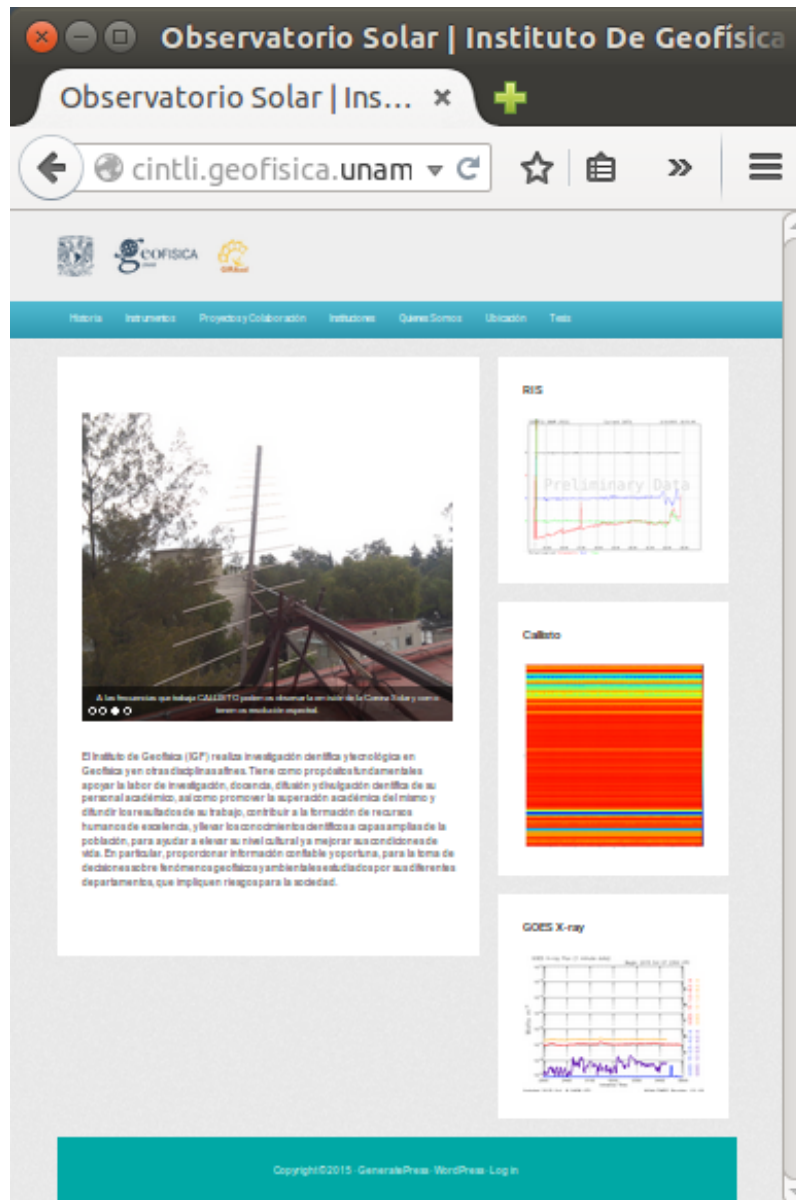 Observatorio Solar | Instituto De Geofísica
Observatorio Solar | Ins...
cintli.geofisica.unam
GEOFISICA
Historia Instrumentos Proyectos y Colaboración Instituciones Quienes Somos Ubicación Tesis
A las frecuencias que trabaja CALLISTO podemos observar la emisión de la Corona Solar y como
tenemos resolución espectral.
El Instituto de Geofísica (IGF) realiza investigación científica y tecnológica en
Geofísica y en otras disciplinas afines. Tiene como propósitos fundamentales
apoyar la labor de investigación, docencia, difusión y divulgación científica de su
personal académico, así como promover la superación académica del mismo y
difundir los resultados de su trabajo, contribuir a la formación de recursos
humanos de excelencia, y llevar los conocimientos científicos a capas amplias de la
población, para ayudar a elevar su nivel cultural y a mejorar sus condiciones de
vida. En particular, proporcionar información confiable y oportuna, para la toma de
decisiones sobre fenómenos geofísicos y ambientales estudiados por sus diferentes
departamentos, que impliquen riesgos para la sociedad.
RIS
Preliminary Data
Callisto
GOES X-ray
Copyright © 2015 · GeneratePress · WordPress · Log in